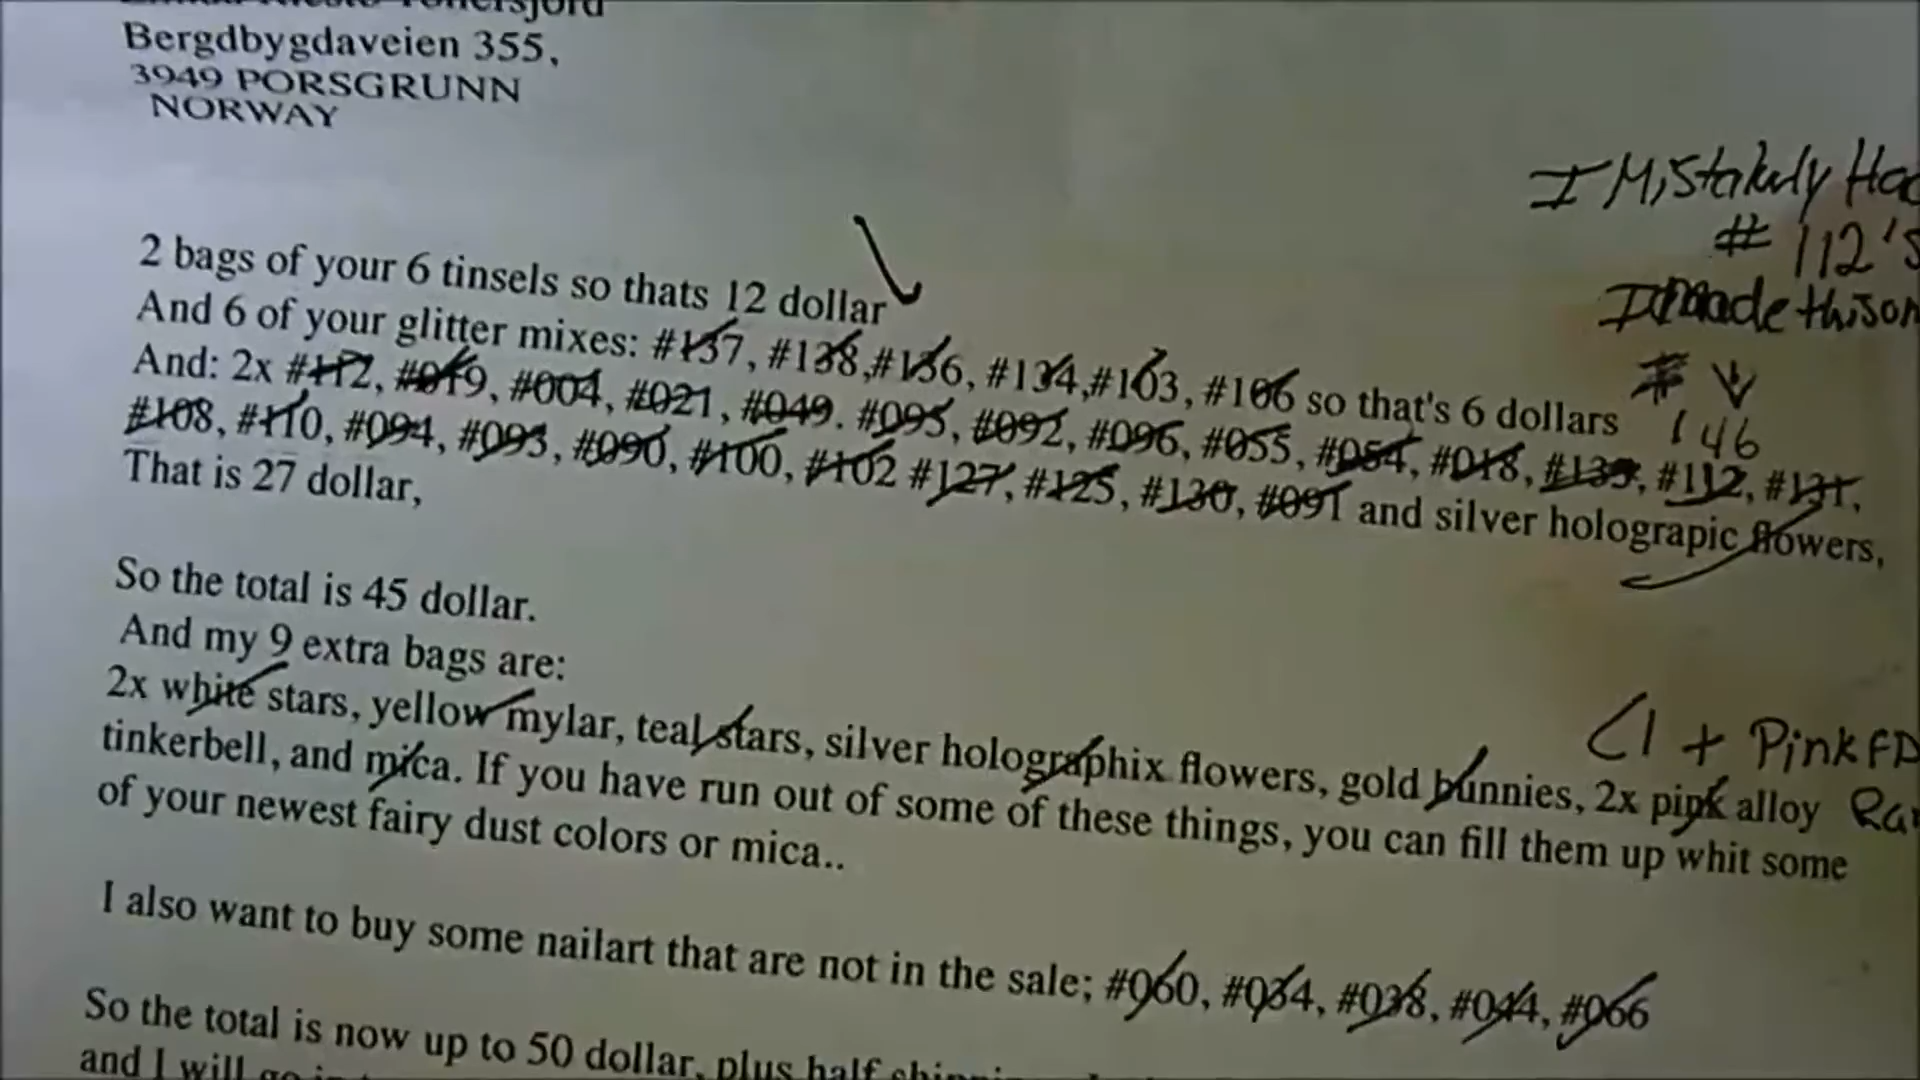 Bergdbygdaveien 355,
3949 PORSGRUNN
NORWAY
I Mistakuly
# 112's
I made this on
146
2 bags of your 6 tinsels so thats 12 dollar
And 6 of your glitter mixes: #137, #138,#136, #134,#103, #106 so that's 6 dollars
And: 2x #112, #019, #004, #021, #049. #095, #092, #096, #055, #054, #018, #133, #112, #131,
#108, #110, #094, #093, #090, #100, #102 #127, #125, #130, #091 and silver holograpic flowers,
That is 27 dollar,
So the total is 45 dollar.
And my 9 extra bags are:
2x white stars, yellow mylar, teal stars, silver holographix flowers, gold bunnies, 2x pink alloy
tinkerbell, and mica. If you have run out of some of these things, you can fill them up whit some
of your newest fairy dust colors or mica..
+ Pink
I also want to buy some nailart that are not in the sale; #060, #034, #038, #044, #066
So the total is now up to 50 dollar, plus half
and I will